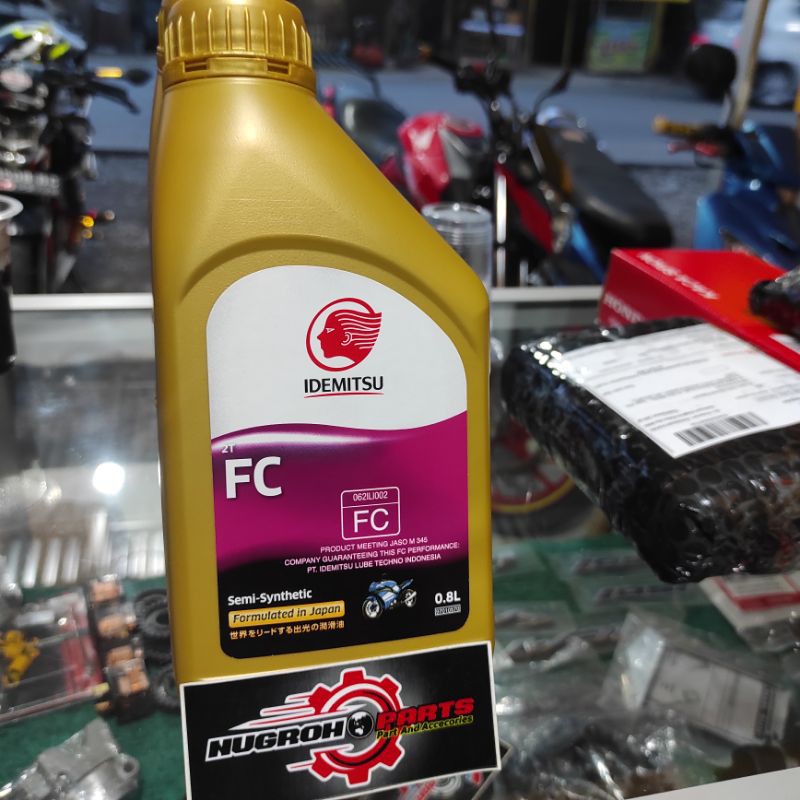 IDEMITSU
2T
FC
062ILI002
FC
PRODUCT MEETING JASO M 345
COMPANY GUARANTEEING THIS FC PERFORMANCE:
PT. IDEMITSU LUBE TECHNO INDONESIA
Semi-Synthetic
Formulated in Japan
世界をリードする出光の潤滑油
0.8L
NUGROHO PARTS
Part And Accecories
HONDA